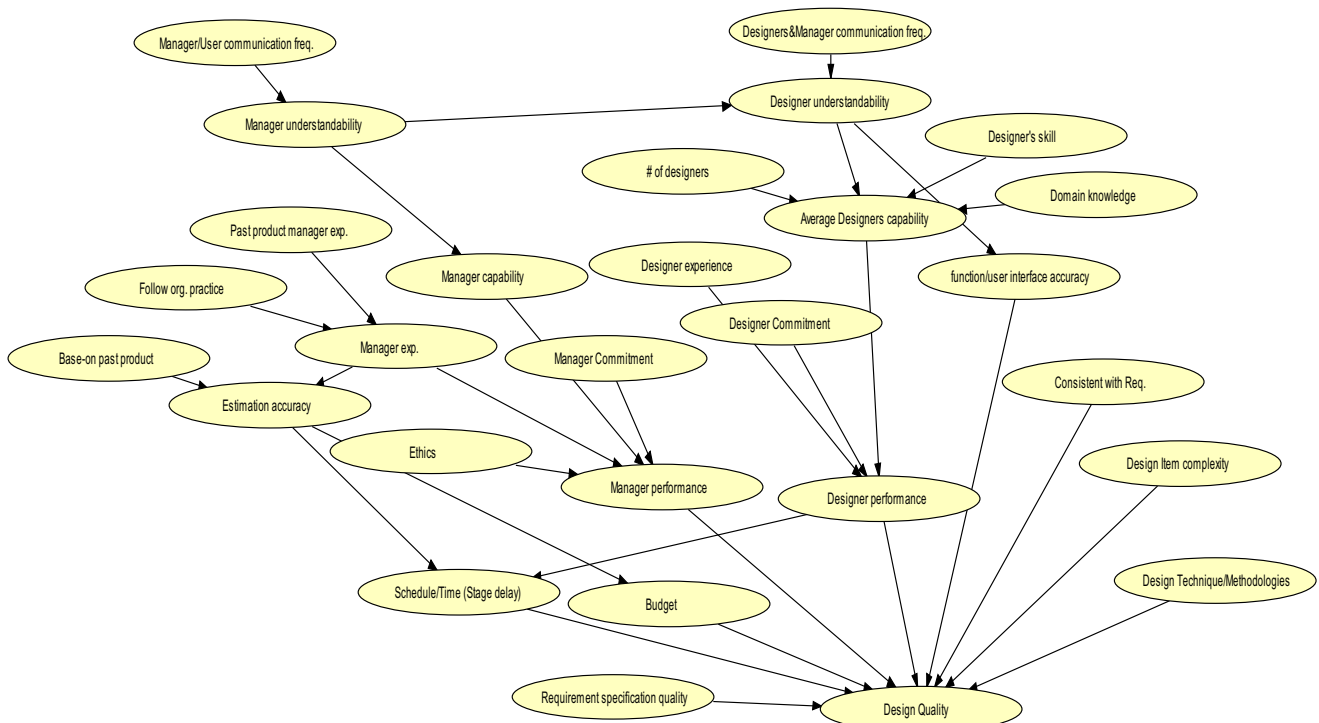 Designers&Manager communication freq.
Manager/User communication freq.
Designer understandability
Manager understandability
Designer's skill
# of designers
Domain knowledge
Average Designers capability
Past product manager exp.
Designer experience
Manager capability
function/user interface accuracy
Follow org. practice
Designer Commitment
Manager exp.
Manager Commitment
Base-on past product
Consistent with Req.
Estimation accuracy
Ethics
Design Item complexity
Manager performance
Designer performance
Design Technique/Methodologies
Schedule/Time (Stage delay)
Budget
Requirement specification quality
Design Quality